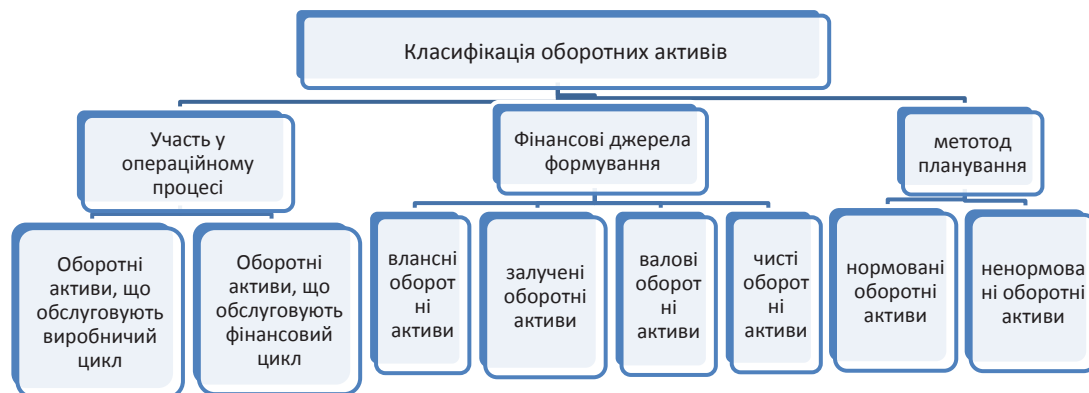 Класифікація оборотних активів
Участь у
операційному
процесі
Фінансові джерела
формування
метотод
планування
Оборотні
активи, що
обслуговують
виробничий
цикл
Оборотні
активи, що
обслуговують
фінансовий
цикл
влансні
оборот
ні
активи
залучені
оборотні
активи
валові
оборот
ні
активи
чисті
оборот
ні
активи
нормовані
оборотні
активи
ненормова
ні оборотні
активи